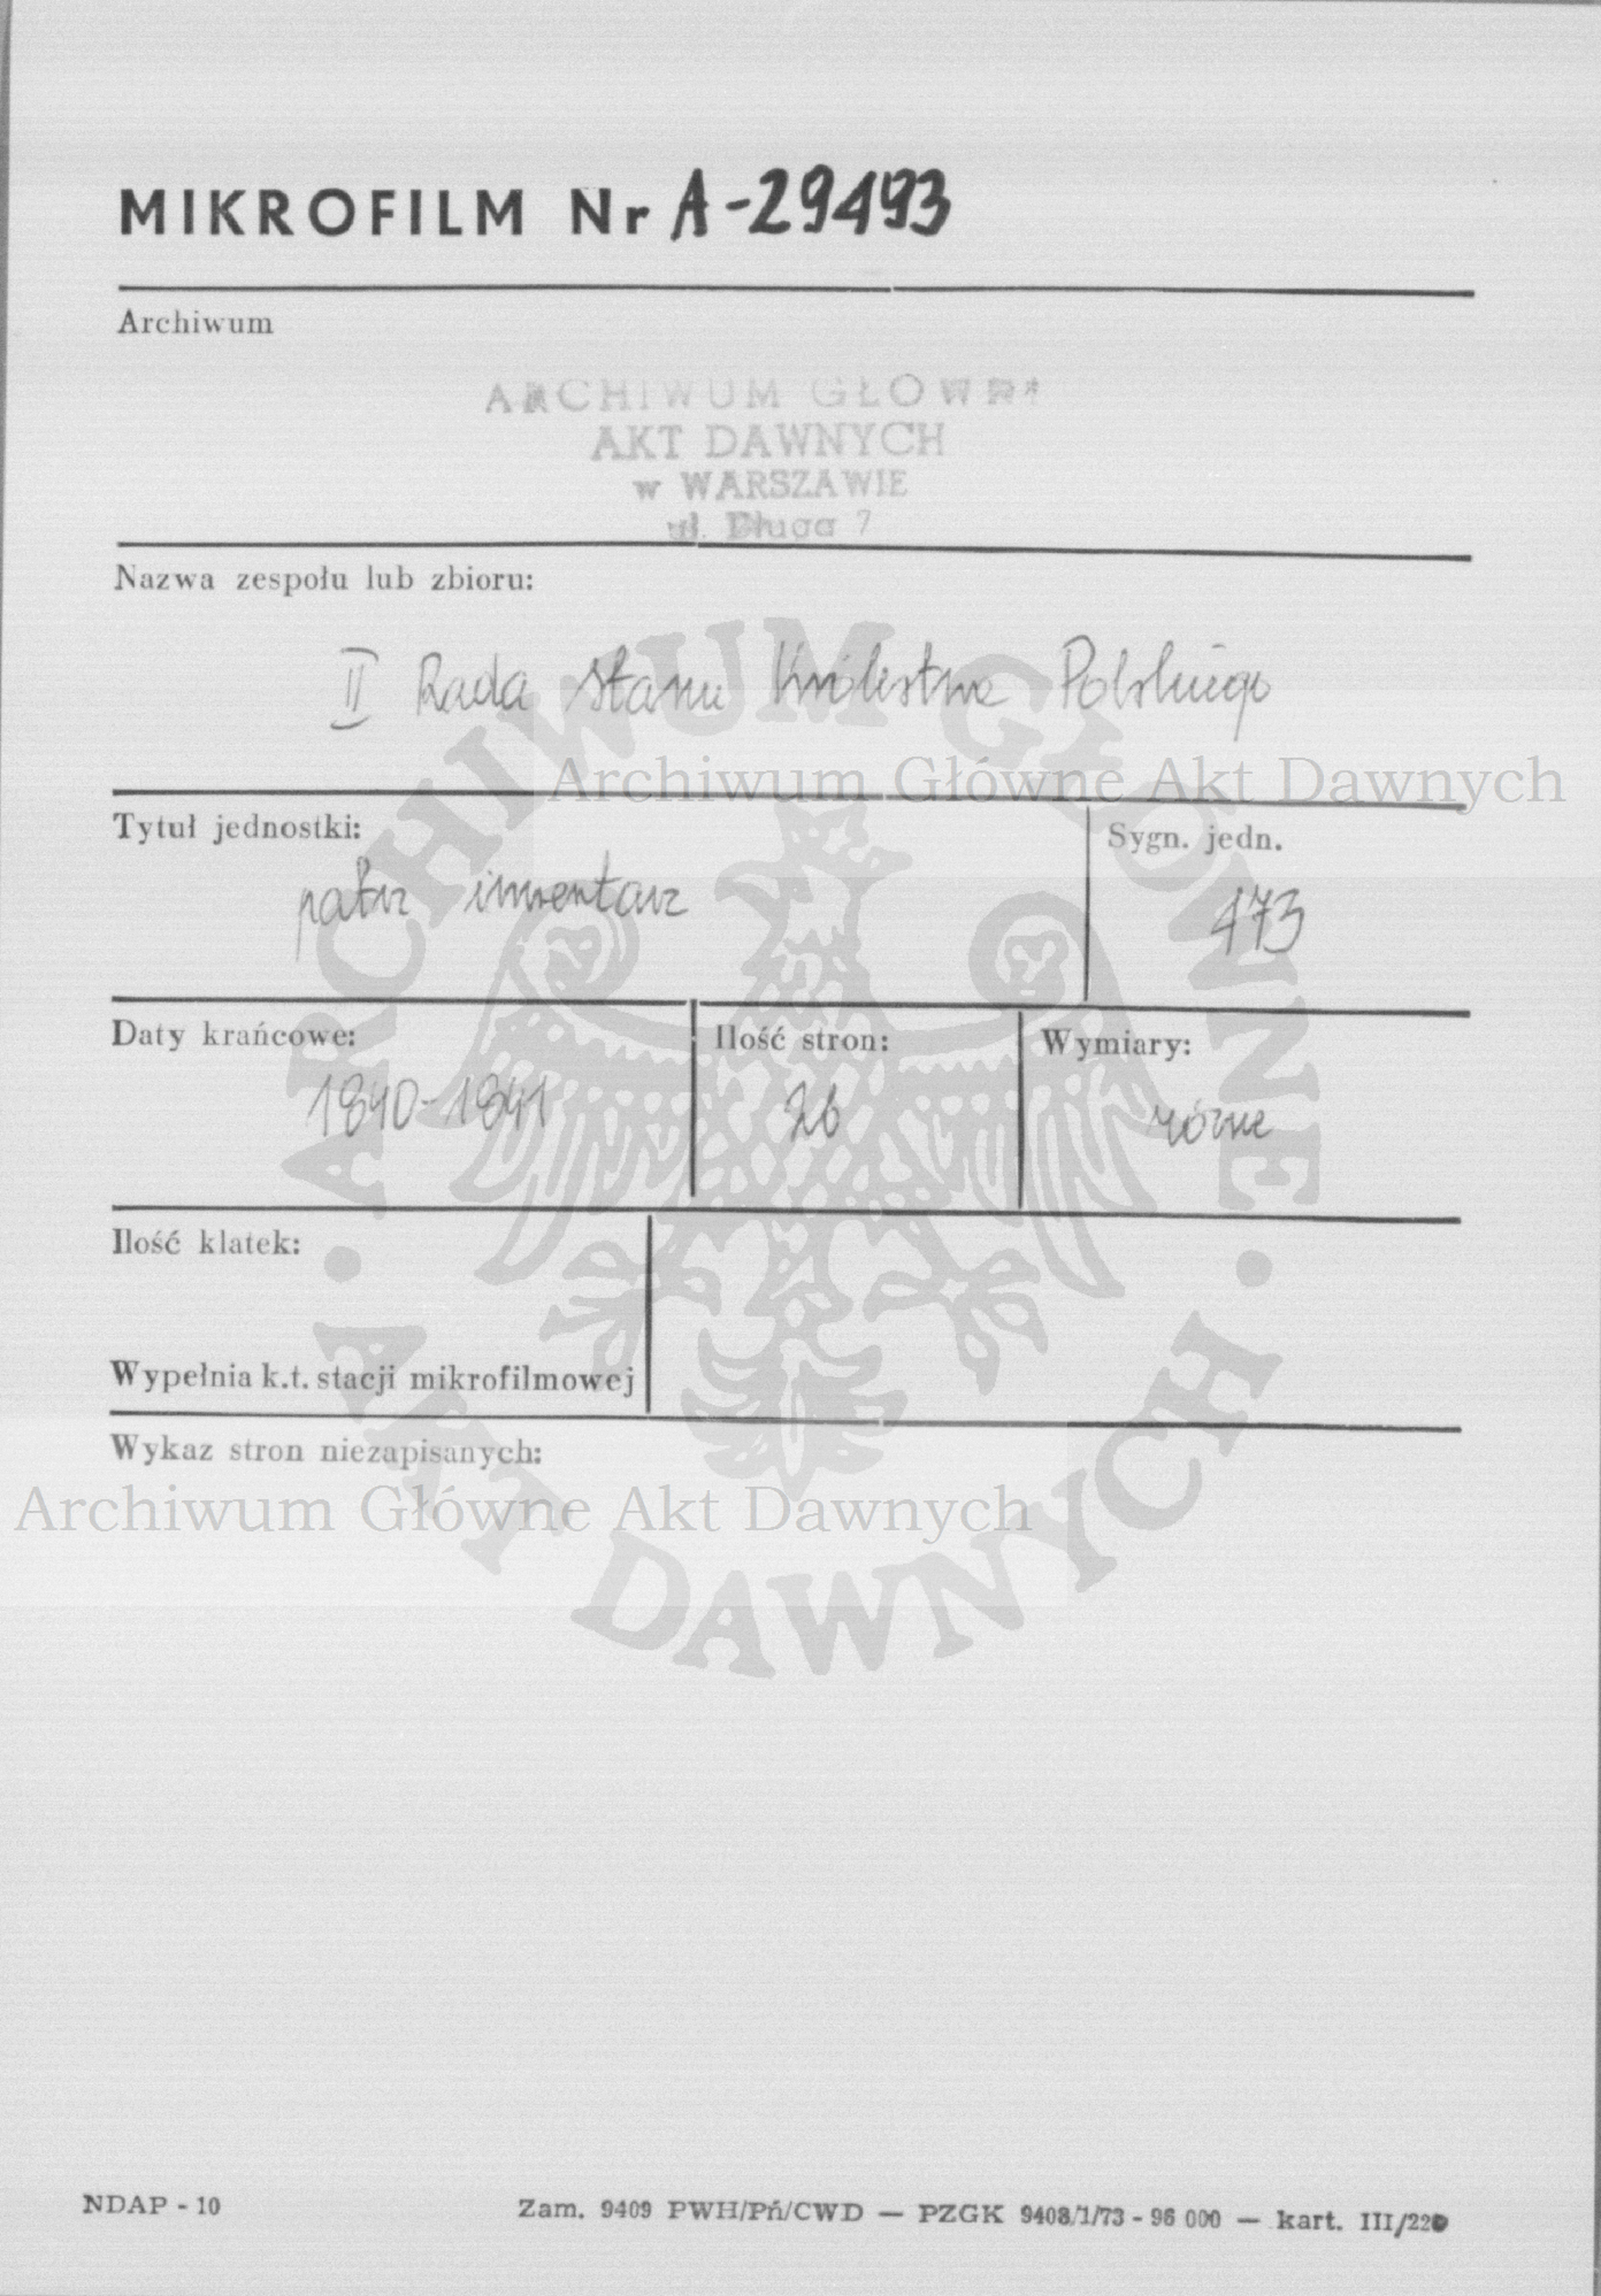 MIKROFILM Nr A-29493
Archiwum
ARCHIWUM GŁÓWNE
AKT DAWNYCH
w WARSZAWIE
ul. Długa 7
Nazwa zespołu lub zbioru:
II Rada Stanu Królestwa Polskiego
Archiwum Główne Akt Dawnych
Tytuł jednostki:
patrz inwentarz
Sygn. jedn.
173
Daty krańcowe:
1840-1841
Ilość stron:
26
Wymiary:
różne
Ilość klatek:
Wypełnia k.t. stacji mikrofilmowej
Wykaz stron niezapisanych:
Archiwum Główne Akt Dawnych
ARCHIWUM GŁÓWNE
· AKT DAWNYCH ·
NDAP - 10
Zam. 9409 PWH/Pń/CWD — PZGK 9408/1/73 - 96 000 — kart. III/220